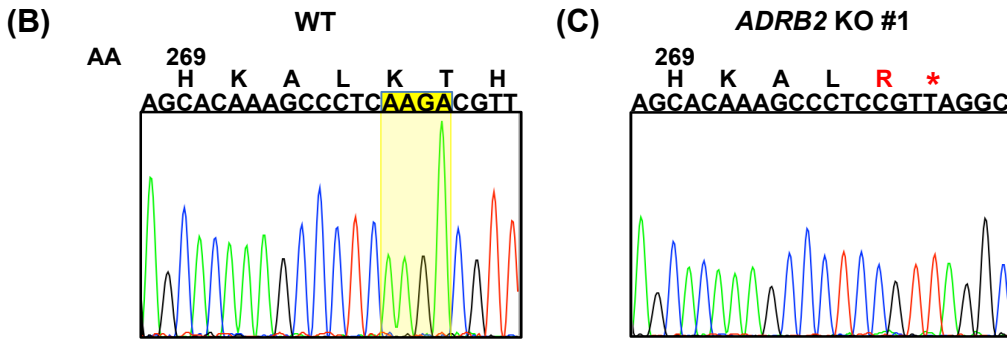 (B) WT
AA 269
H K A L K T H
AGCACAAAGCCCTCAAGACGTT
(C) ADRB2 KO #1
269
H K A L R *
AGCACAAAGCCCTCCGTTAGGC